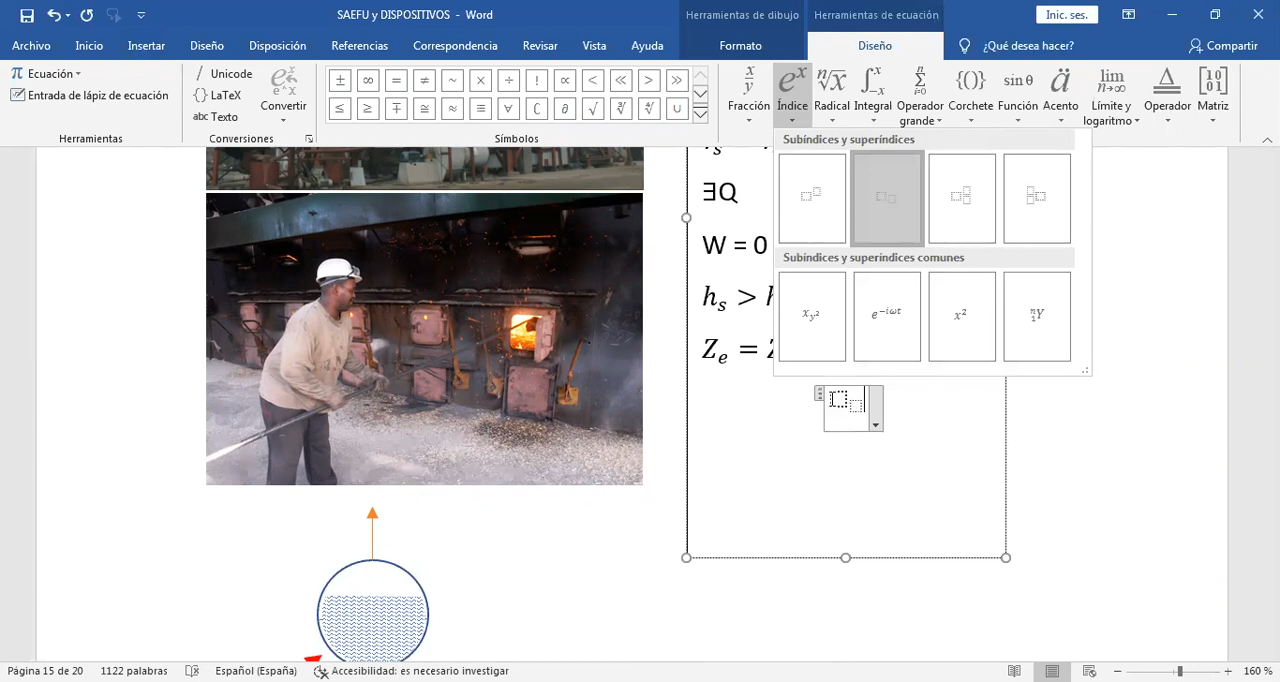 SAEFU y DISPOSITIVOS - Word
Herramientas de dibujo
Herramientas de ecuación
Inic. ses.
Archivo
Inicio
Insertar
Diseño
Disposición
Referencias
Correspondencia
Revisar
Vista
Ayuda
Formato
Diseño
¿Qué desea hacer?
Compartir
π Ecuación
Entrada de lápiz de ecuación
Herramientas
/ Unicode
{} LaTeX
abc Texto
Convertir
Conversiones
± ∞ = ≠ ~ × ÷ ! ∝ < ≪ > ≫
≤ ≥ ∓ ≅ ≈ ≡ ∀ ∁ ∂ √ ∛ ∜ ∪
Símbolos
Fracción
Índice
Radical
Integral
Operador
grande
Corchete
Función
Acento
Límite y
logaritmo
Operador
Matriz
Subíndices y superíndices
Subíndices y superíndices comunes
∃Q
W = 0
h_s > h
Z_e =
Página 15 de 20
1122 palabras
Español (España)
Accesibilidad: es necesario investigar
160 %